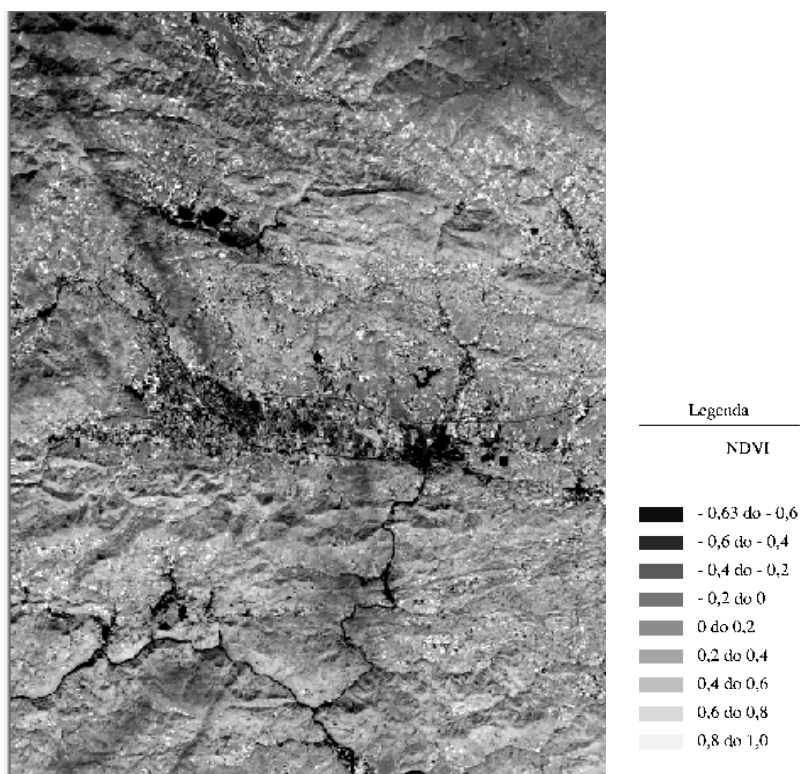 Legenda
NDVI
- 0,63 do - 0,6
- 0,6 do - 0,4
- 0,4 do - 0,2
- 0,2 do 0
0 do 0,2
0,2 do 0,4
0,4 do 0,6
0,6 do 0,8
0,8 do 1,0